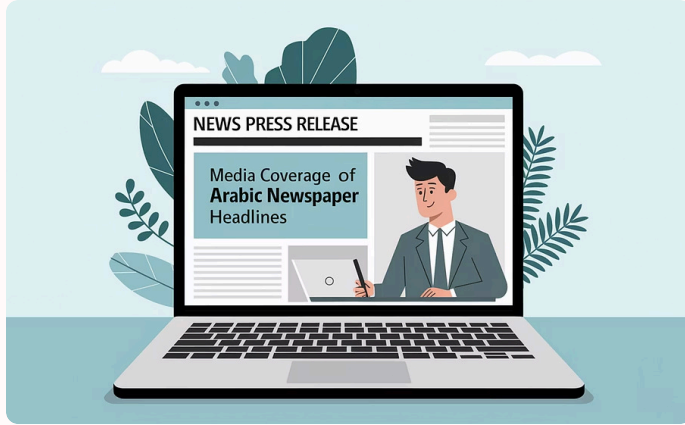 NEWS PRESS RELEASE
Media Coverage of
Arabic Newspaper
Headlines